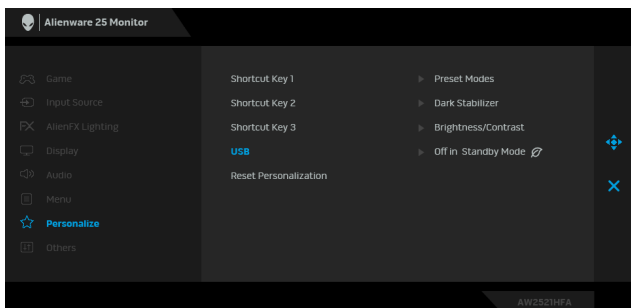 Alienware 25 Monitor
Game
Input Source
FX AlienFX Lighting
Display
Audio
Menu
Personalize
Others
Shortcut Key 1 Preset Modes
Shortcut Key 2 Dark Stabilizer
Shortcut Key 3 Brightness/Contrast
USB Off in Standby Mode
Reset Personalization
AW2521HFA